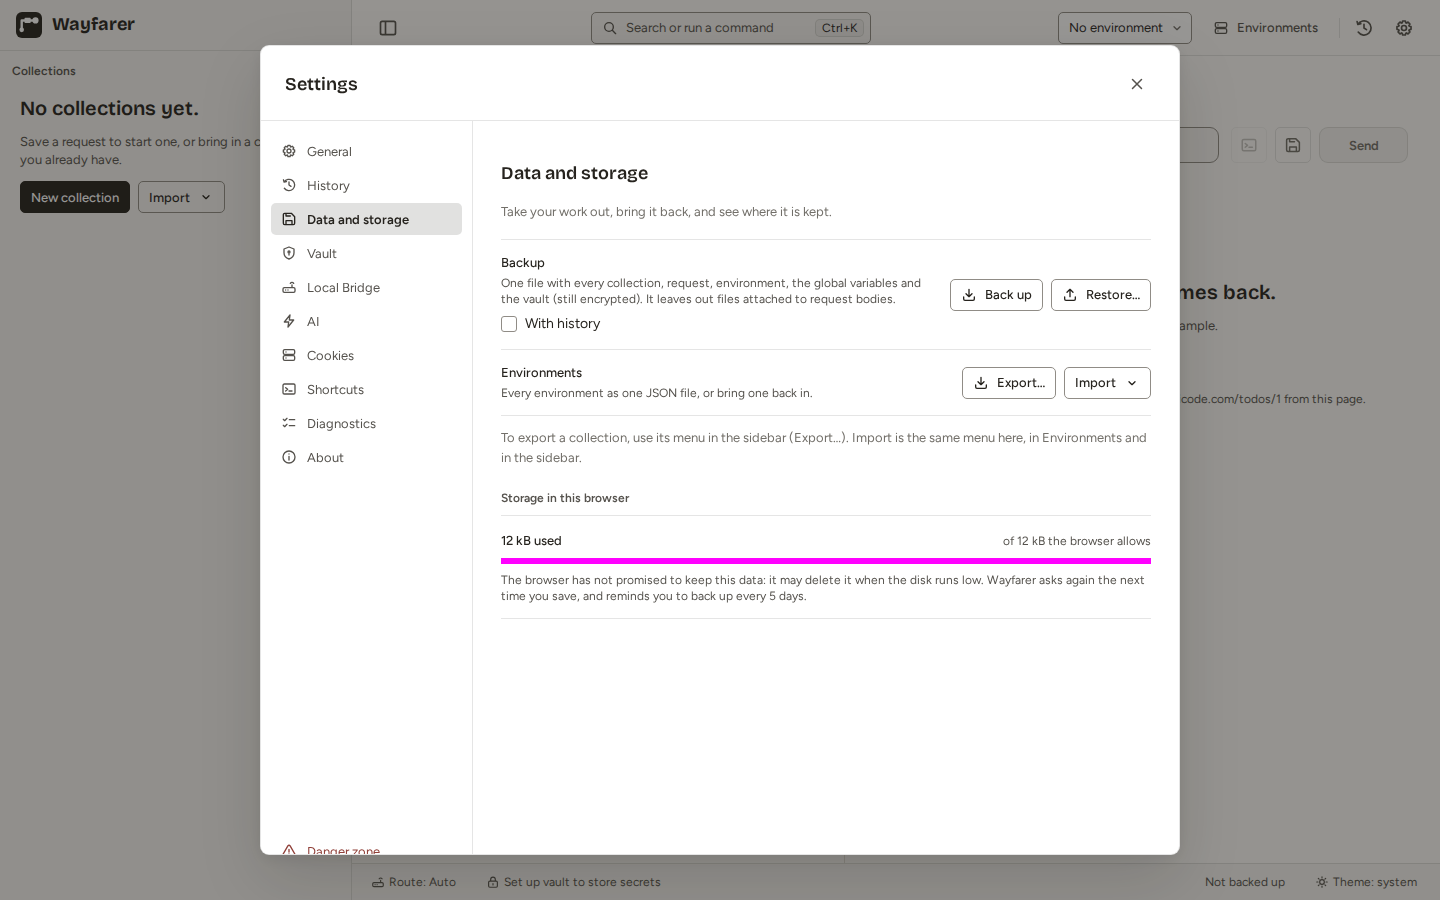 Wayfarer
Search or run a command
Ctrl+K
No environment
Environments
Collections
No collections yet.
Save a request to start one, or bring in a c
you already have.
New collection
Import
Send
mes back.
ample.
code.com/todos/1 from this page.
Settings
General
History
Data and storage
Vault
Local Bridge
AI
Cookies
Shortcuts
Diagnostics
About
Danger zone
Data and storage
Take your work out, bring it back, and see where it is kept.
Backup
One file with every collection, request, environment, the global variables and
the vault (still encrypted). It leaves out files attached to request bodies.
With history
Back up
Restore...
Environments
Every environment as one JSON file, or bring one back in.
Export...
Import
To export a collection, use its menu in the sidebar (Export...). Import is the same menu here, in Environments and
in the sidebar.
Storage in this browser
12 kB used
of 12 kB the browser allows
The browser has not promised to keep this data: it may delete it when the disk runs low. Wayfarer asks again the next
time you save, and reminds you to back up every 5 days.
Route: Auto
Set up vault to store secrets
Not backed up
Theme: system